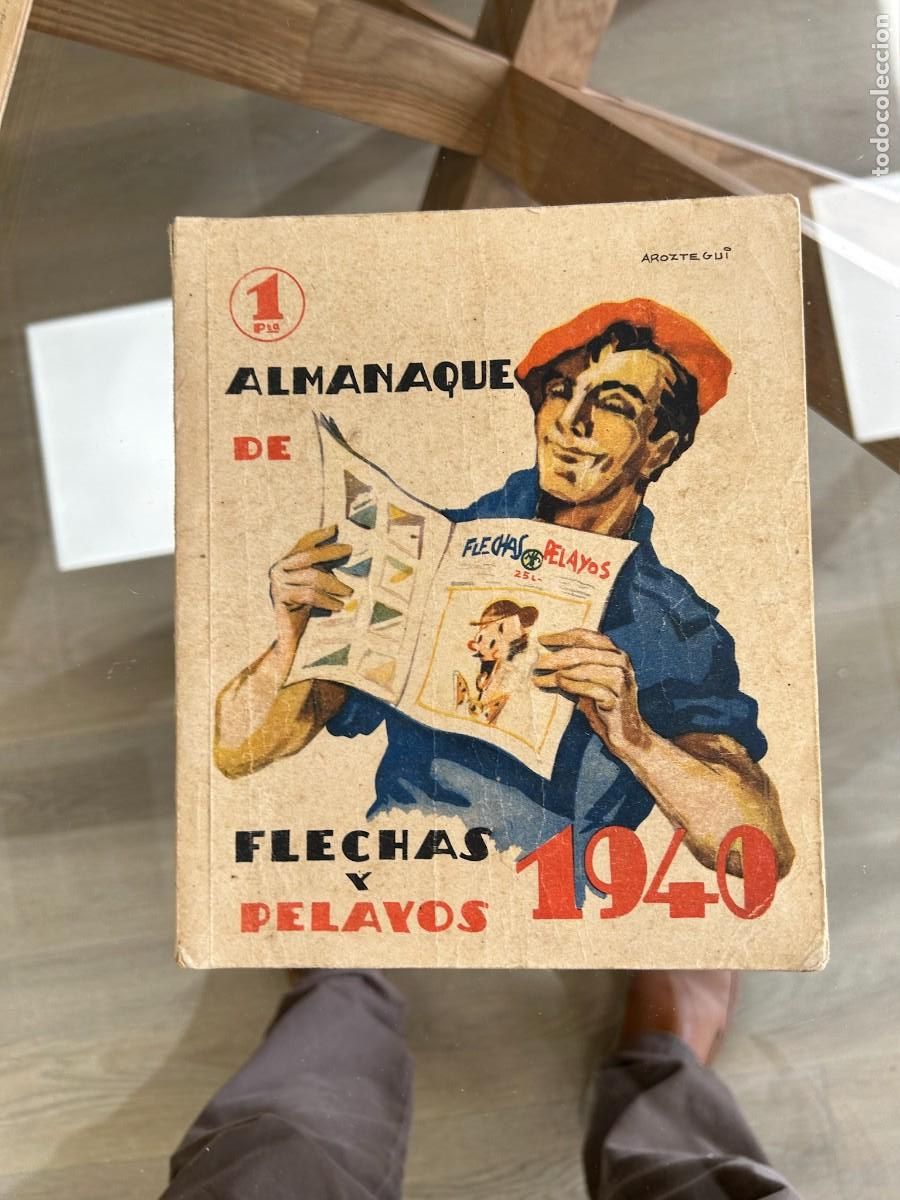 todocoleccion
AROZTEGUI
1
Pta
ALMANAQUE
DE
FLECHAS PELAYOS
25 c-
FLECHAS
Y
PELAYOS
1940